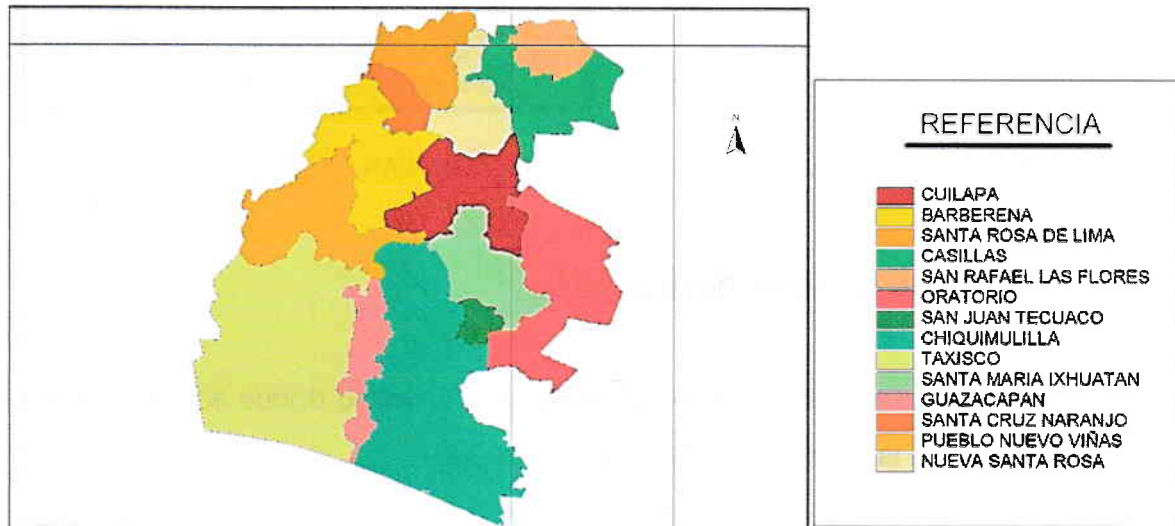 N
REFERENCIA
CUILAPA
BARBERENA
SANTA ROSA DE LIMA
CASILLAS
SAN RAFAEL LAS FLORES
ORATORIO
SAN JUAN TECUACO
CHIQUIMULILLA
TAXISCO
SANTA MARIA IXHUATAN
GUAZACAPAN
SANTA CRUZ NARANJO
PUEBLO NUEVO VIÑAS
NUEVA SANTA ROSA